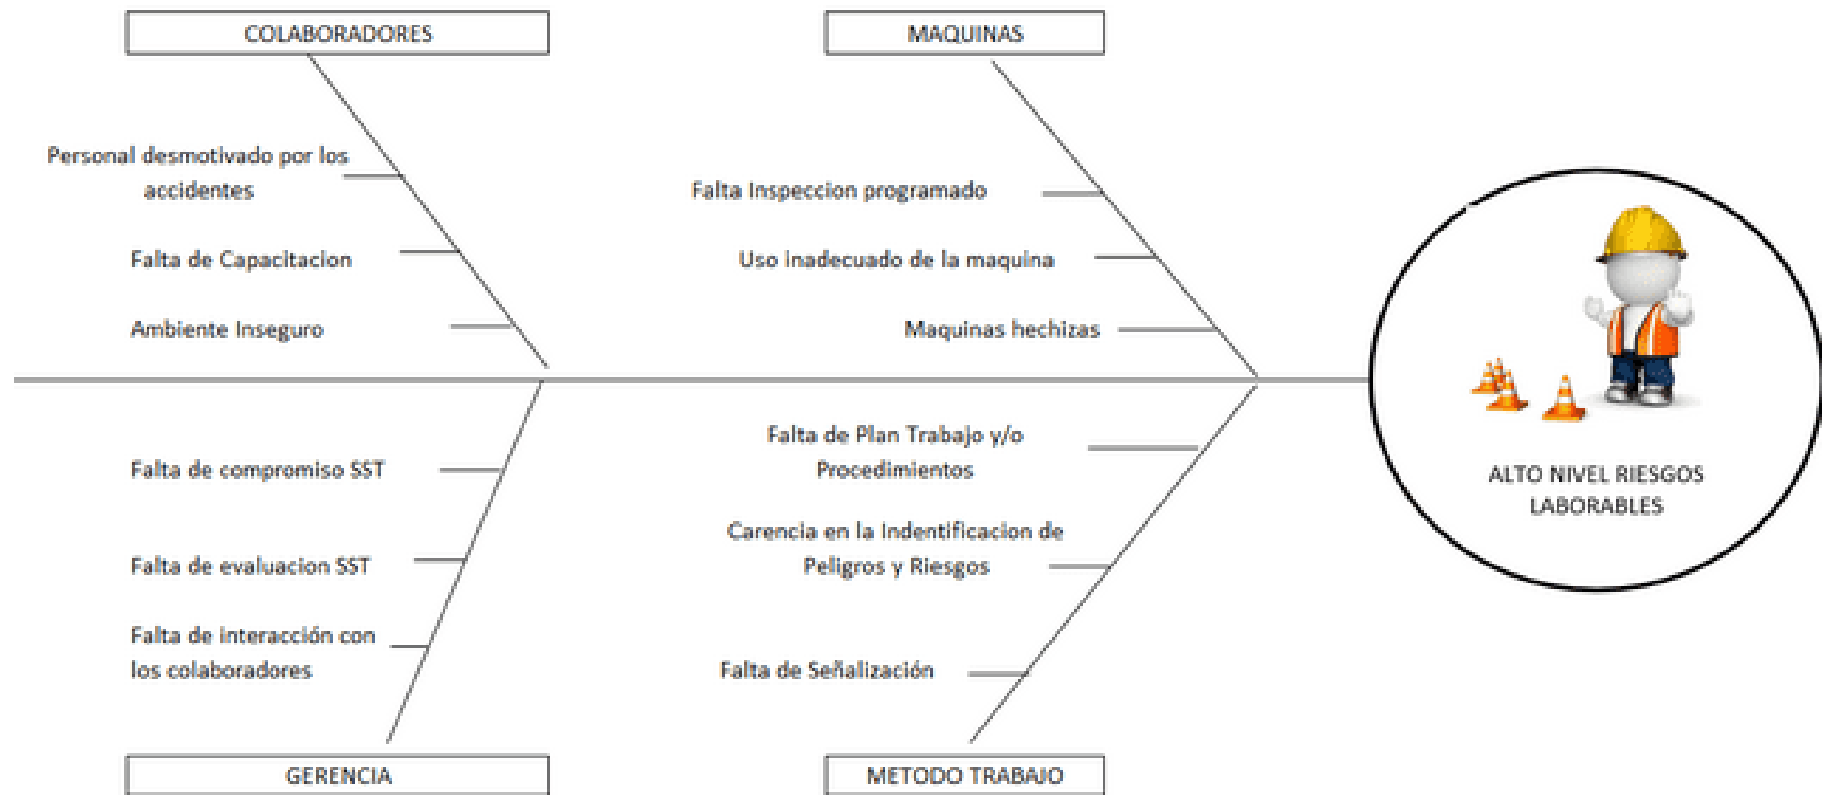 COLABORADORES
MAQUINAS
Personal desmotivado por los
accidentes
Falta de Capacitacion
Ambiente Inseguro
Falta Inspeccion programado
Uso inadecuado de la maquina
Maquinas hechizas
Falta de compromiso SST
Falta de evaluacion SST
Falta de interacción con
los colaboradores
Falta de Plan Trabajo y/o
Procedimientos
Carencia en la Indentificacion de
Peligros y Riesgos
Falta de Señalización
ALTO NIVEL RIESGOS
LABORABLES
GERENCIA
METODO TRABAJO